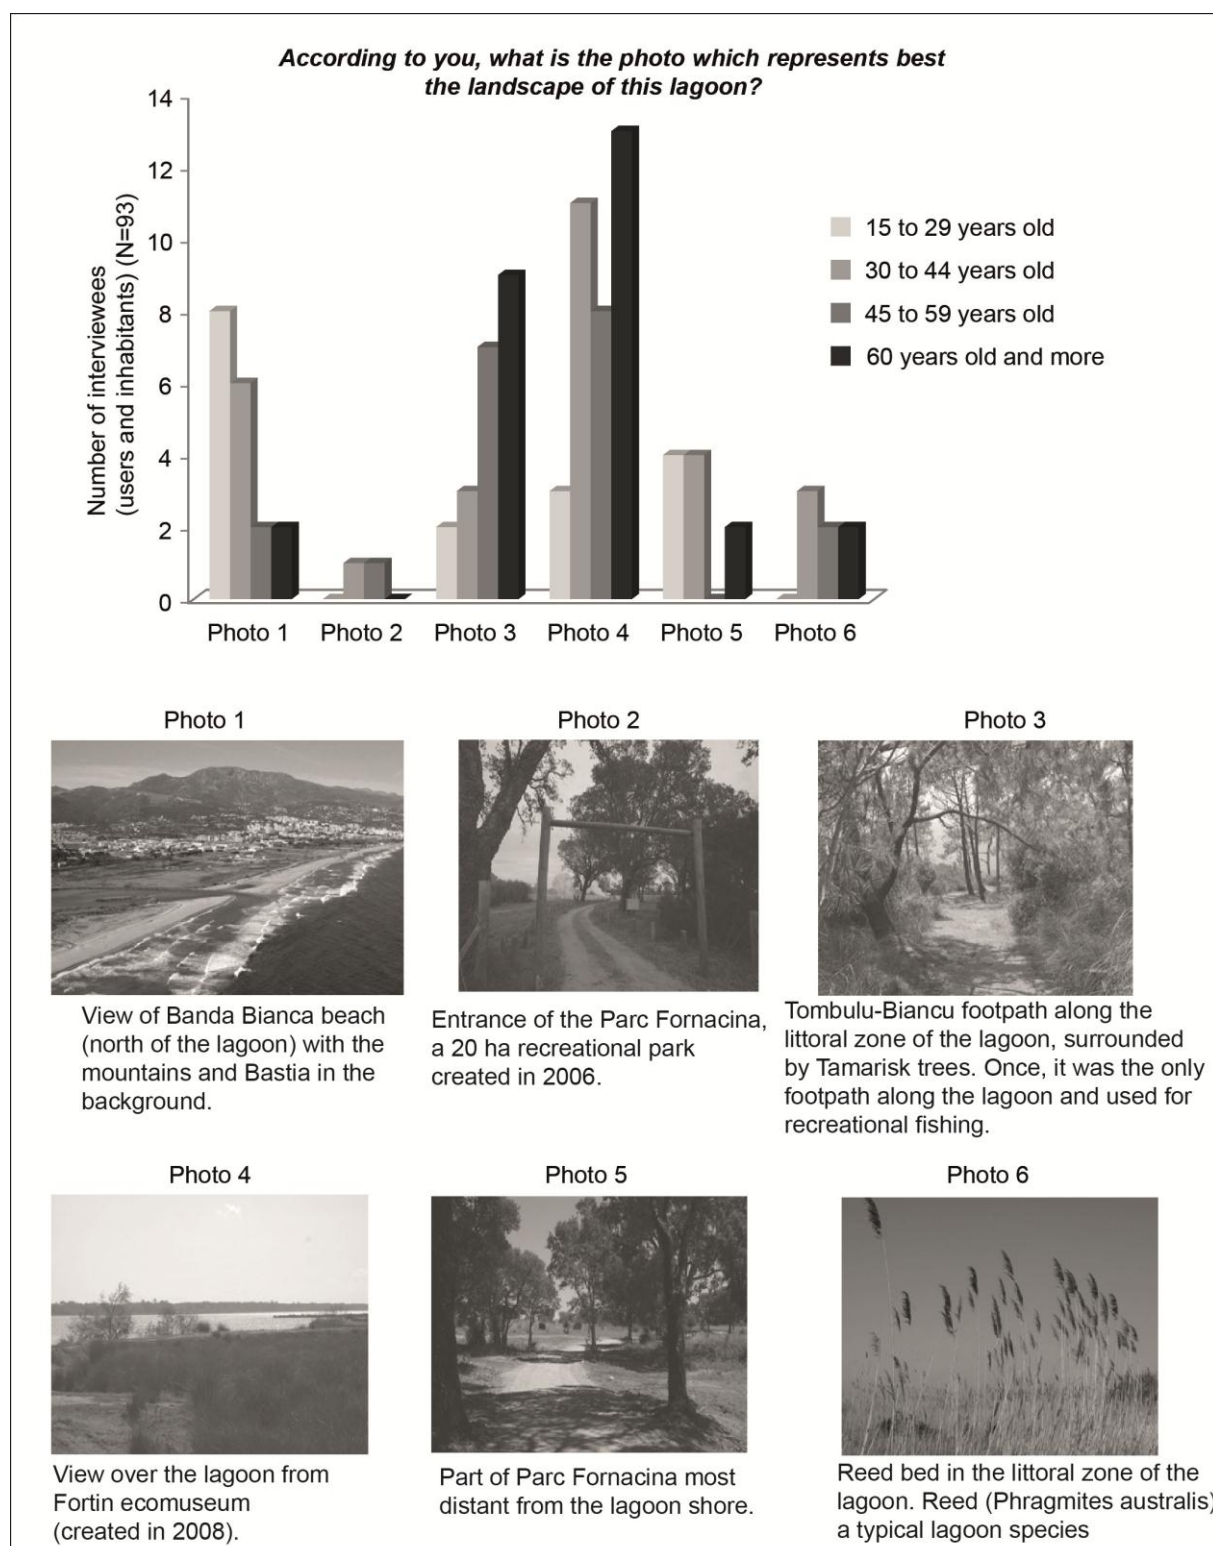 According to you, what is the photo which represents best
the landscape of this lagoon?
Number of interviewees
(users and inhabitants) (N=93)
14
12
10
8
6
4
2
0
15 to 29 years old
30 to 44 years old
45 to 59 years old
60 years old and more
Photo 1
Photo 2
Photo 3
Photo 4
Photo 5
Photo 6
Photo 1
View of Banda Bianca beach
(north of the lagoon) with the
mountains and Bastia in the
background.
Photo 2
Entrance of the Parc Fornacina,
a 20 ha recreational park
created in 2006.
Photo 3
Tombulu-Biancu footpath along the
littoral zone of the lagoon, surrounded
by Tamarisk trees. Once, it was the only
footpath along the lagoon and used for
recreational fishing.
Photo 4
View over the lagoon from
Fortin ecomuseum
(created in 2008).
Photo 5
Part of Parc Fornacina most
distant from the lagoon shore.
Photo 6
Reed bed in the littoral zone of the
lagoon. Reed (Phragmites australis)
a typical lagoon species